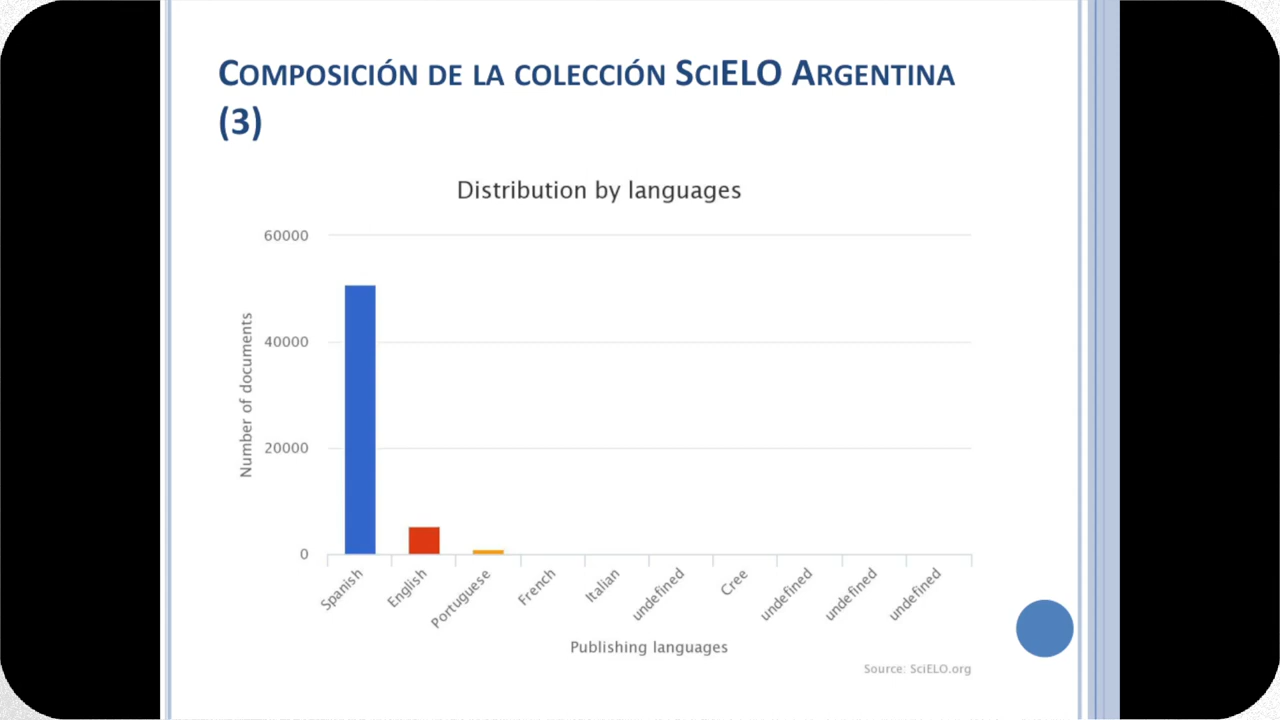 COMPOSICIÓN DE LA COLECCIÓN SCIELO ARGENTINA
(3)
Distribution by languages
60000
40000
20000
0
Number of documents
Spanish
English
Portuguese
French
Italian
undefined
Cree
undefined
undefined
undefined
Publishing languages
Source: SciELO.org